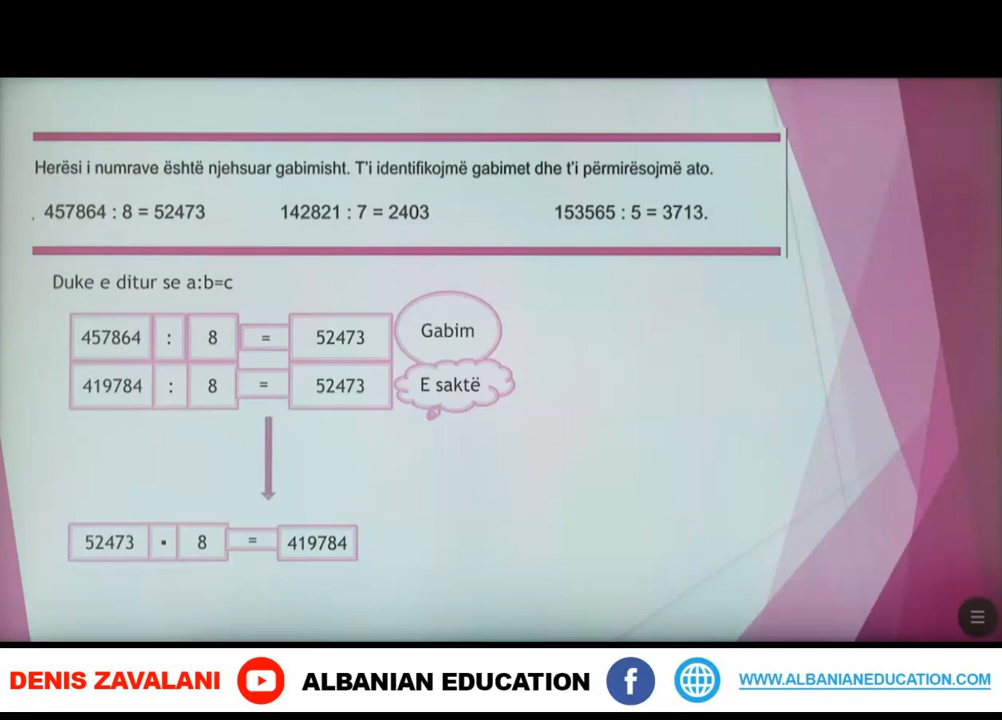 Herësi i numrave është njehsuar gabimisht. T'i identifikojmë gabimet dhe t'i përmirësojmë ato.
457864 : 8 = 52473 142821 : 7 = 2403 153565 : 5 = 3713.
Duke e ditur se a:b=c
457864 : 8 = 52473 Gabim
419784 : 8 = 52473 E saktë
52473 · 8 = 419784
DENIS ZAVALANI ALBANIAN EDUCATION f WWW.ALBANIANEDUCATION.COM